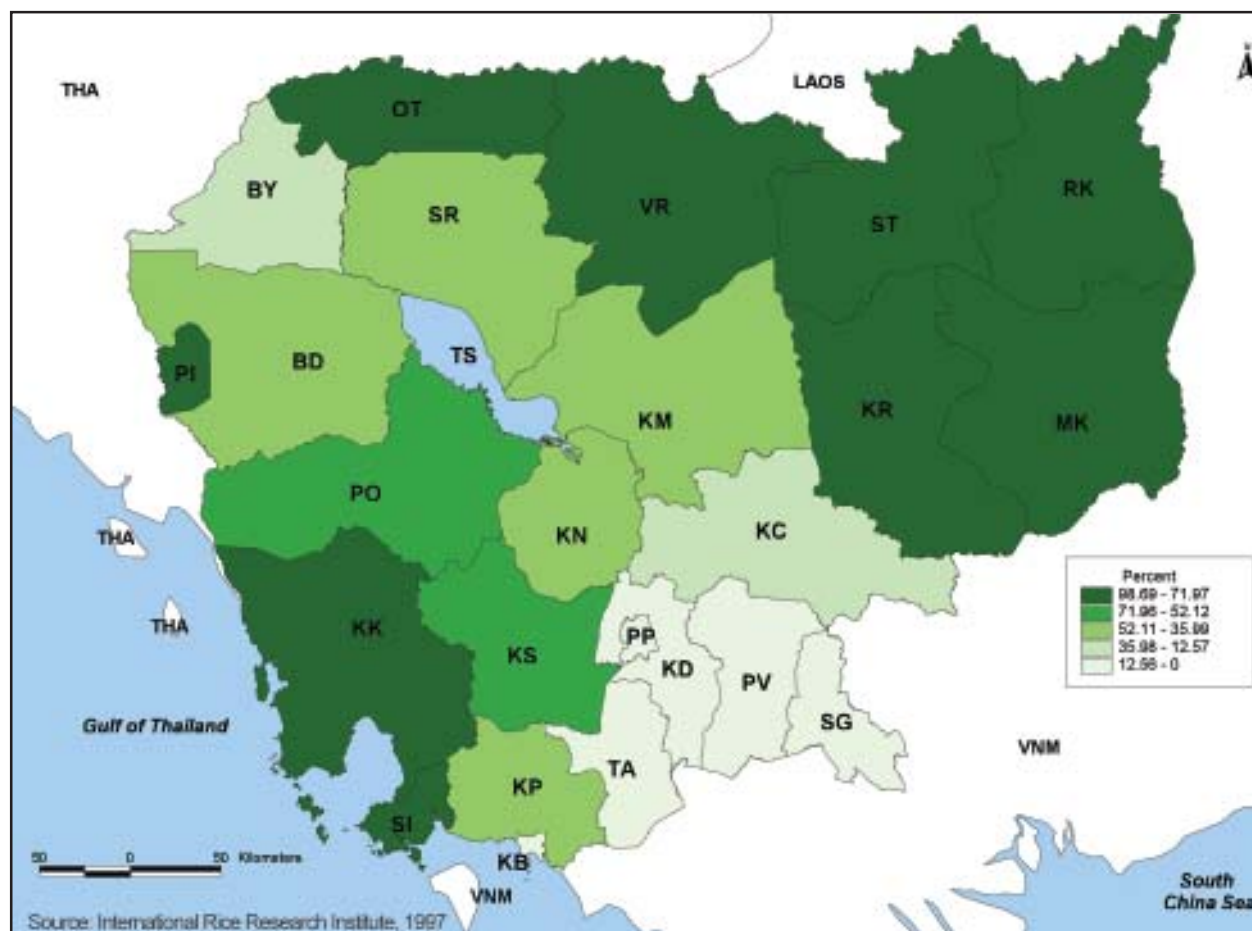 THA
LAOS
OT
BY
SR
VR
ST
RK
PI
BD
TS
KM
KR
MK
PO
THA
KN
KC
THA
KK
KS
PP
KD
PV
SG
Gulf of Thailand
TA
VNM
KP
SI
KB
VNM
Percent
98.69 - 71.97
71.96 - 52.12
52.11 - 35.99
35.98 - 12.57
12.56 - 0
50 0 50 Kilometers
South
China Sea
Source: International Rice Research Institute, 1997